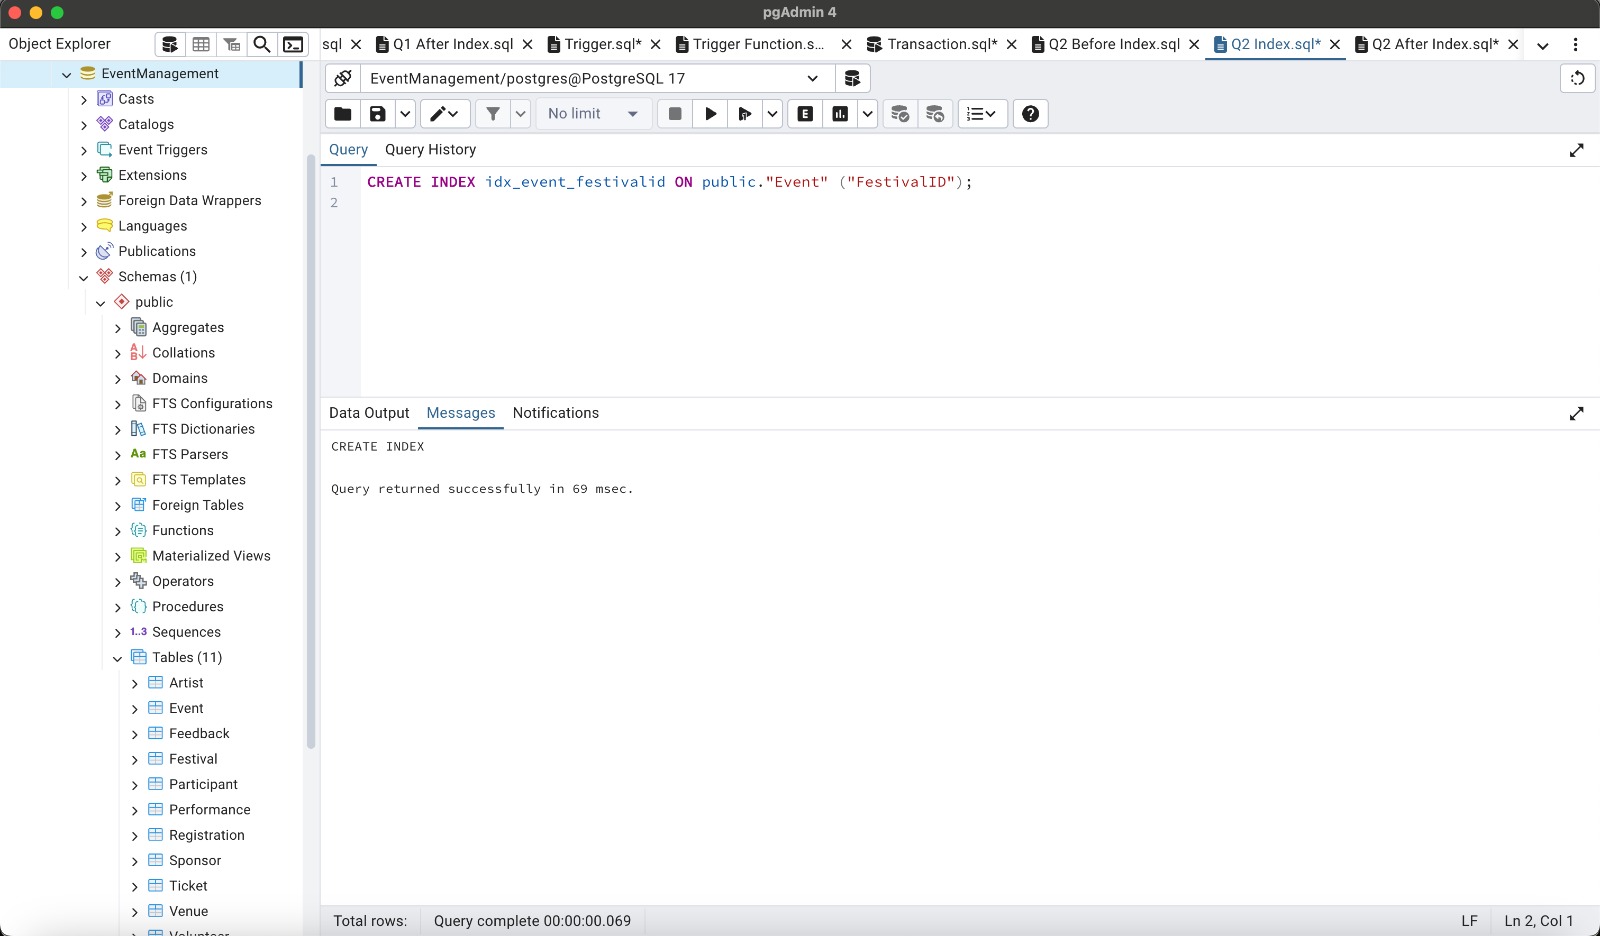 pgAdmin 4
Object Explorer
sql
Q1 After Index.sql
Trigger.sql*
Trigger Function.s...
Transaction.sql*
Q2 Before Index.sql
Q2 Index.sql*
Q2 After Index.sql*
EventManagement
EventManagement/postgres@PostgreSQL 17
Casts
Catalogs
Event Triggers
Extensions
Foreign Data Wrappers
Languages
Publications
Schemas (1)
public
Aggregates
Collations
Domains
FTS Configurations
FTS Dictionaries
Aa FTS Parsers
FTS Templates
Foreign Tables
Functions
Materialized Views
Operators
Procedures
1..3 Sequences
Tables (11)
Artist
Event
Feedback
Festival
Participant
Performance
Registration
Sponsor
Ticket
Venue
Volunteer
No limit
E
Query
Query History
1 CREATE INDEX idx_event_festivalid ON public."Event" ("FestivalID");
2
Data Output
Messages
Notifications
CREATE INDEX
Query returned successfully in 69 msec.
Total rows:
Query complete 00:00:00.069
LF
Ln 2, Col 1